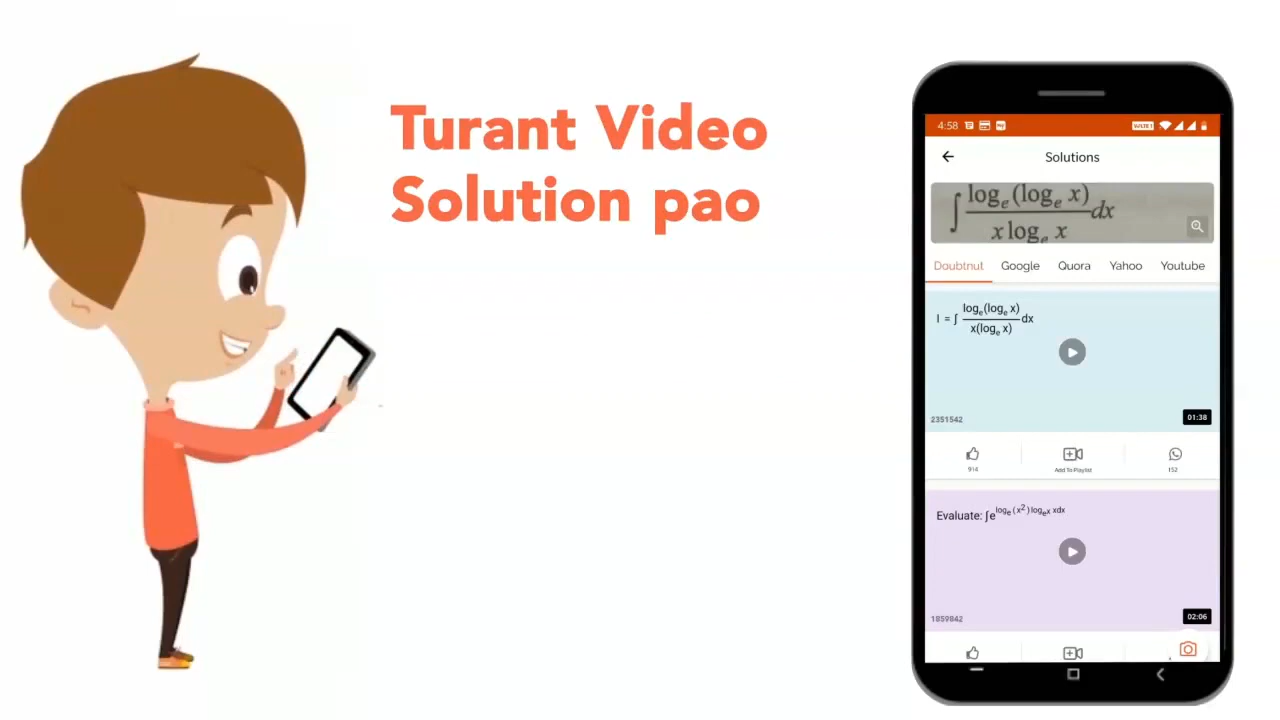 Turant Video
Solution pao
4:58
Solutions
∫ logₑ(logₑ x) / x logₑ x dx
Doubtnut Google Quora Yahoo Youtube
I = ∫ logₑ(logₑ x) / x(logₑ x) dx
2351542 01:38
914 Add To Playlist 152
Evaluate: ∫e^logₑ(x²)logₑx xdx
1859842 02:06